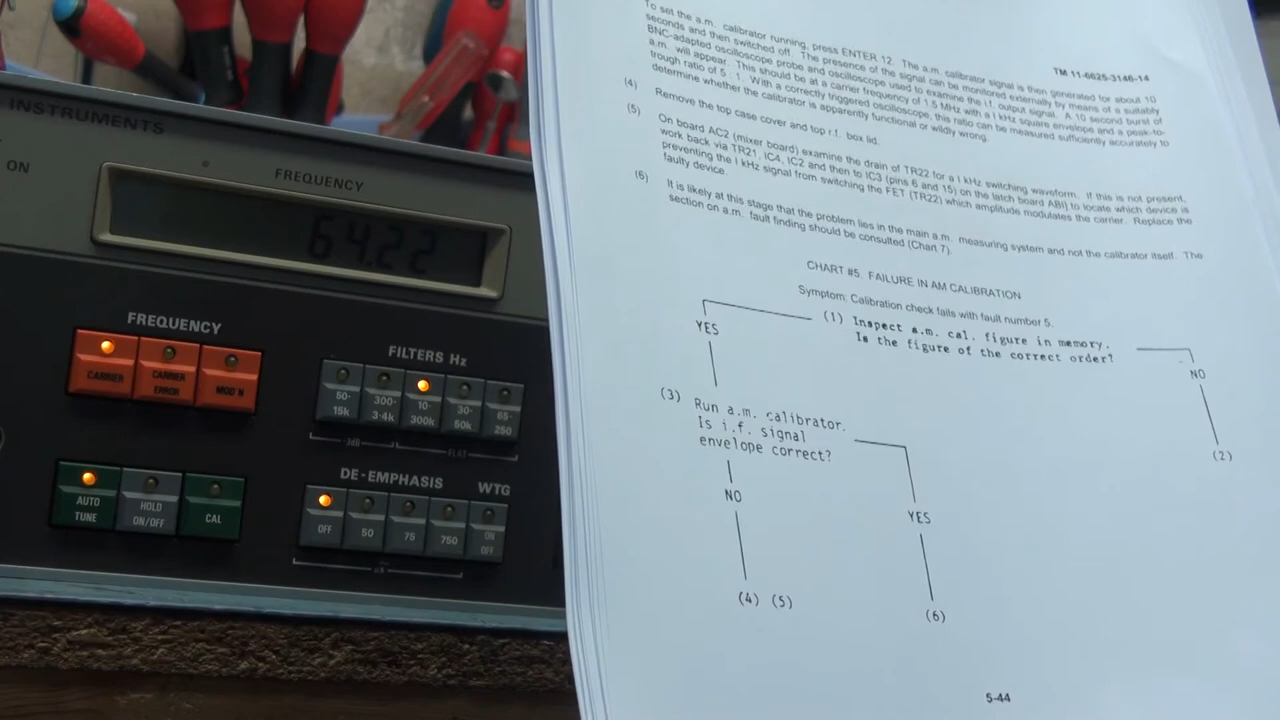 INSTRUMENTS
ON
FREQUENCY
64.22
FREQUENCY
CARRIER
CARRIER ERROR
MOD N
FILTERS Hz
50-15k
300-3·4k
10-300k
30-50k
65-250
3dB
FLAT
AUTO TUNE
HOLD ON/OFF
CAL
DE-EMPHASIS
WTG
OFF
50
75
750
ON OFF
TM 11-6625-3146-14
To set the a.m. calibrator running, press ENTER 12. The a.m. calibrator signal is then generated for about 10
seconds and then switched off. The presence of the signal can be monitored externally by means of a suitably
BNC-adapted oscilloscope probe and oscilloscope used to examine the i.f. output signal. A 10 second burst of
a.m. will appear. This should be at a carrier frequency of 1.5 MHz with a I kHz square envelope and a peak-to-
trough ratio of 5 : 1. With a correctly triggered oscilloscope, this ratio can be measured sufficiently accurately to
determine whether the calibrator is apparently functional or wildly wrong.
(4) Remove the top case cover and top r.f. box lid.
(5) On board AC2 (mixer board) examine the drain of TR22 for a I kHz switching waveform. If this is not present,
work back via TR21, IC4, IC2 and then to IC3 (pins 6 and 15) on the latch board ABI) to locate which device is
preventing the I kHz signal from switching the FET (TR22) which amplitude modulates the carrier. Replace the
faulty device.
(6) It is likely at this stage that the problem lies in the main a.m. measuring system and not the calibrator itself. The
section on a.m. fault finding should be consulted (Chart 7).
CHART #5. FAILURE IN AM CALIBRATION
Symptom: Calibration check fails with fault number 5.
(1) Inspect a.m. cal. figure in memory.
Is the figure of the correct order?
YES
NO
(2)
(3) Run a.m. calibrator.
Is i.f. signal
envelope correct?
NO
YES
(4) (5)
(6)
5-44